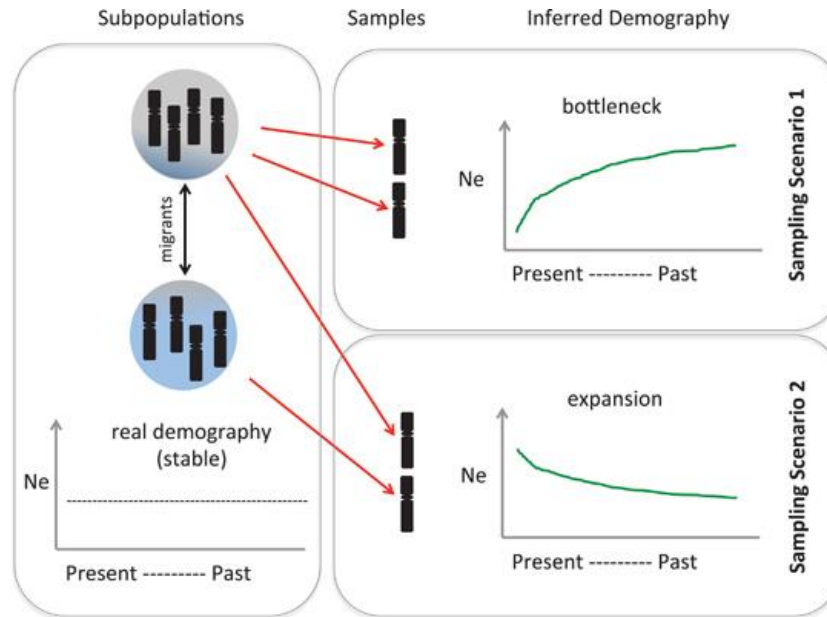 Subpopulations
Samples
Inferred Demography
migrants
real demography
(stable)
Ne
Present --------- Past
bottleneck
Ne
Present --------- Past
Sampling Scenario 1
expansion
Ne
Present --------- Past
Sampling Scenario 2